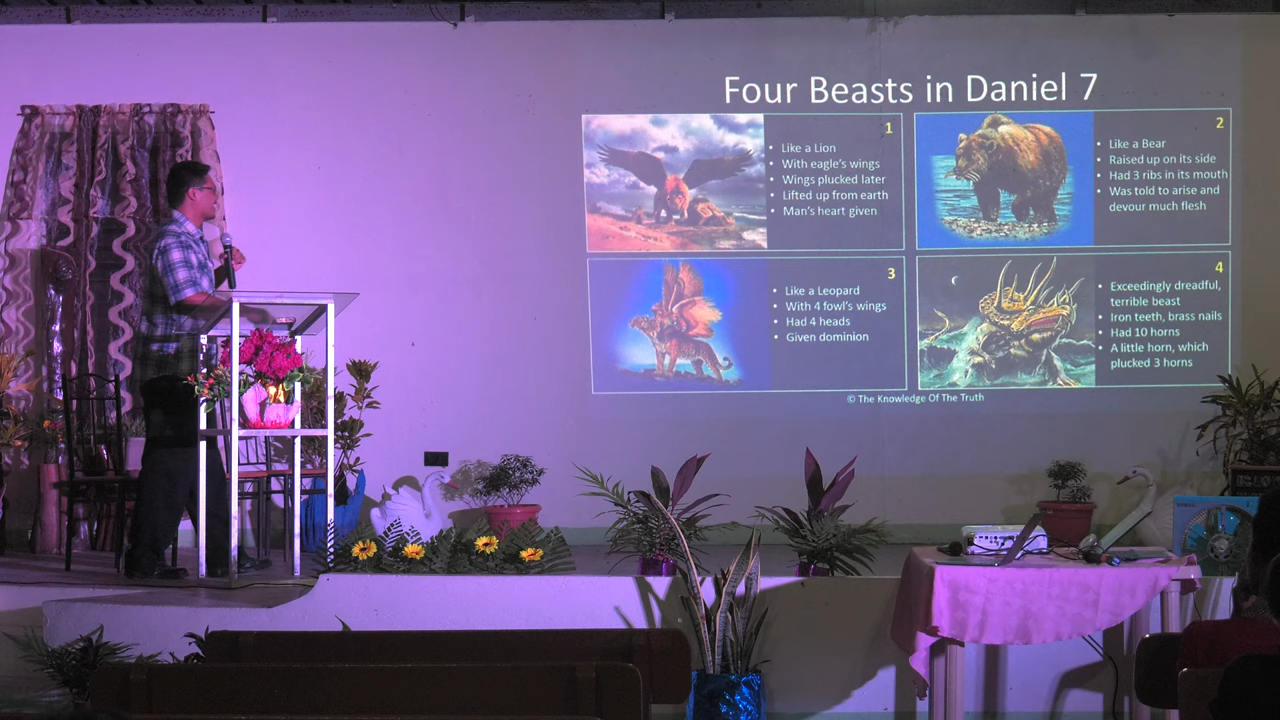 Four Beasts in Daniel 7
1
• Like a Lion
• With eagle's wings
• Wings plucked later
• Lifted up from earth
• Man's heart given
2
• Like a Bear
• Raised up on its side
• Had 3 ribs in its mouth
• Was told to arise and
devour much flesh
3
• Like a Leopard
• With 4 fowl's wings
• Had 4 heads
• Given dominion
4
• Exceedingly dreadful,
terrible beast
• Iron teeth, brass nails
• Had 10 horns
• A little horn, which
plucked 3 horns
© The Knowledge Of The Truth